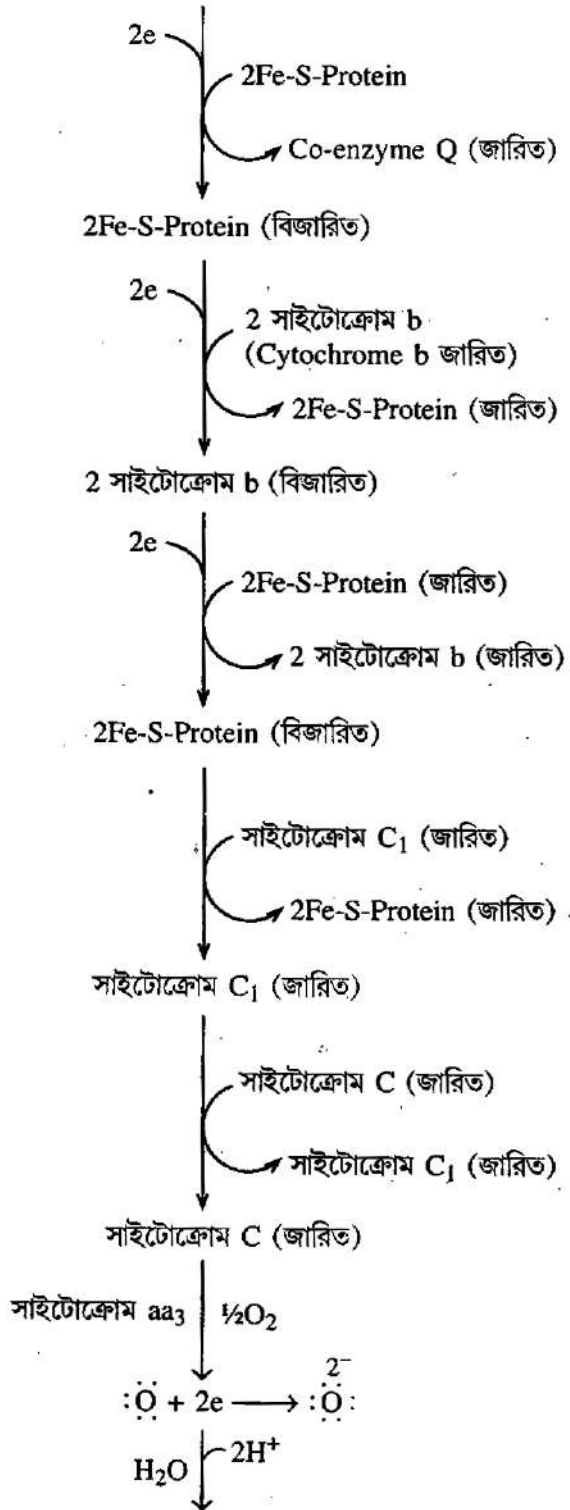 2e
2Fe-S-Protein
Co-enzyme Q (জারিত)
2Fe-S-Protein (বিজারিত)
2e
2 সাইটোক্রোম b
(Cytochrome b জারিত)
2Fe-S-Protein (জারিত)
2 সাইটোক্রোম b (বিজারিত)
2e
2Fe-S-Protein (জারিত)
2 সাইটোক্রোম b (জারিত)
2Fe-S-Protein (বিজারিত)
সাইটোক্রোম C₁ (জারিত)
2Fe-S-Protein (জারিত)
সাইটোক্রোম C₁ (জারিত)
সাইটোক্রোম C (জারিত)
সাইটোক্রোম C₁ (জারিত)
সাইটোক্রোম C (জারিত)
সাইটোক্রোম aa₃ ½O₂
:Ö + 2e → :Ö:²⁻
H₂O 2H⁺